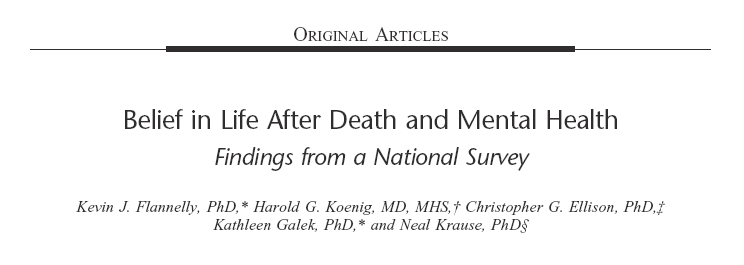 Original Articles
Belief in Life After Death and Mental Health
Findings from a National Survey
Kevin J. Flannelly, PhD,* Harold G. Koenig, MD, MHS,† Christopher G. Ellison, PhD,‡
Kathleen Galek, PhD,* and Neal Krause, PhD§